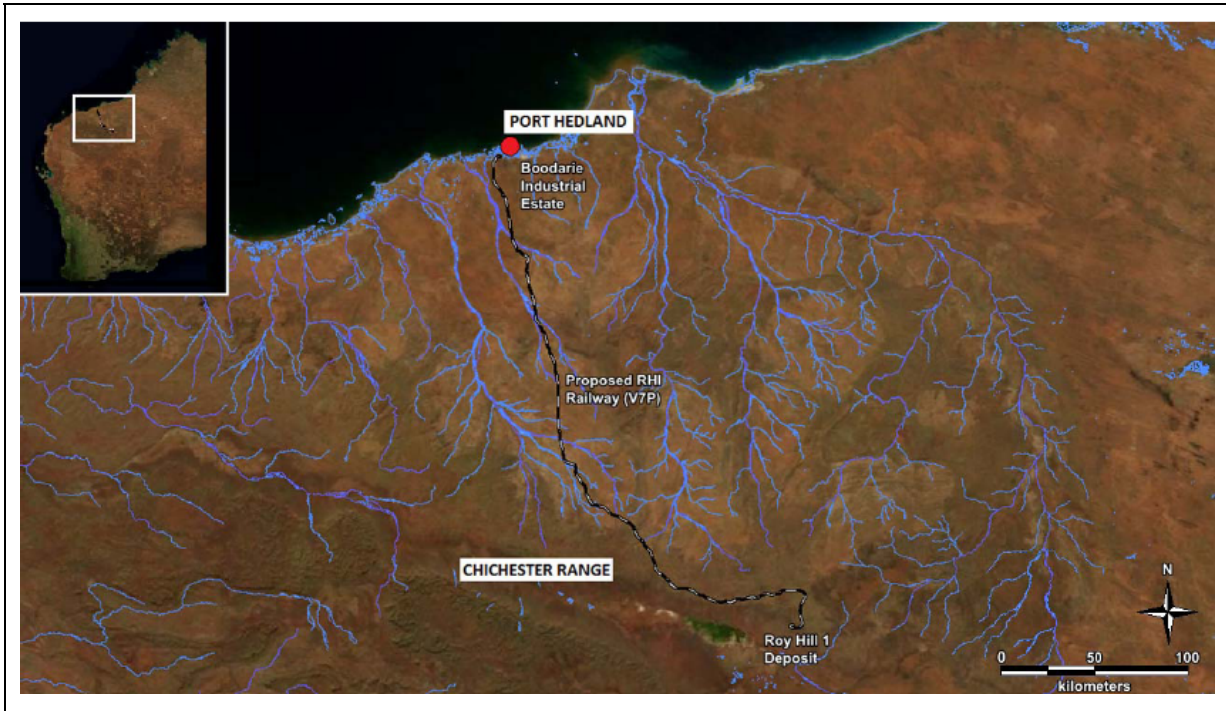 PORT HEDLAND
Boodarie
Industrial
Estate
Proposed RHI
Railway (V7P)
CHICHESTER RANGE
Roy Hill 1
Deposit
N
0 50 100
kilometers